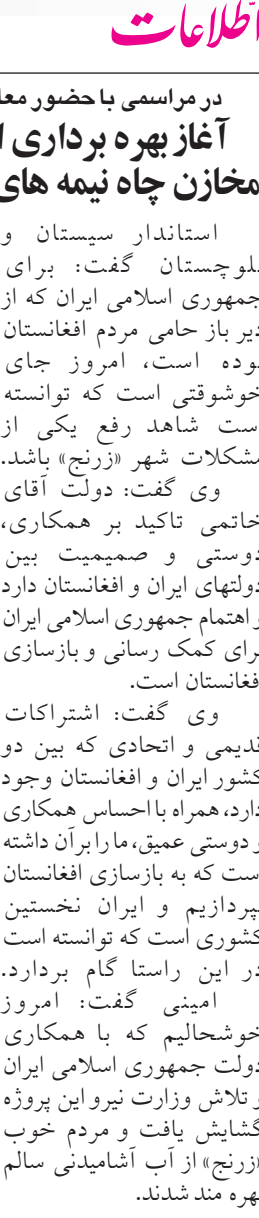 اطلاعات
در مراسمی با حضور معا
آغاز بهره برداری ا
مخازن چاه نیمه های
استاندار سیستان و
بلوچستان گفت: برای
جمهوری اسلامی ایران که از
دیر باز حامی مردم افغانستان
بوده است، امروز جای
خوشوقتی است که توانسته
است شاهد رفع یکی از
مشکلات شهر «زرنج» باشد.
وی گفت: دولت آقای
خاتمی تاکید بر همکاری،
دوستی و صمیمیت بین
دولتهای ایران و افغانستان دارد
و اهتمام جمهوری اسلامی ایران
برای کمک رسانی و بازسازی
افغانستان است.
وی گفت: اشتراکات
قدیمی و اتحادی که بین دو
کشور ایران و افغانستان وجود
دارد، همراه با احساس همکاری
و دوستی عمیق، ما را بر آن داشته
است که به بازسازی افغانستان
بپردازیم و ایران نخستین
کشوری است که توانسته است
در این راستا گام بردارد.
امینی گفت: امروز
خوشحالیم که با همکاری
دولت جمهوری اسلامی ایران
و تلاش وزارت نیرو این پروژه
گشایش یافت و مردم خوب
«زرنج» از آب آشامیدنی سالم
بهره مند شدند.